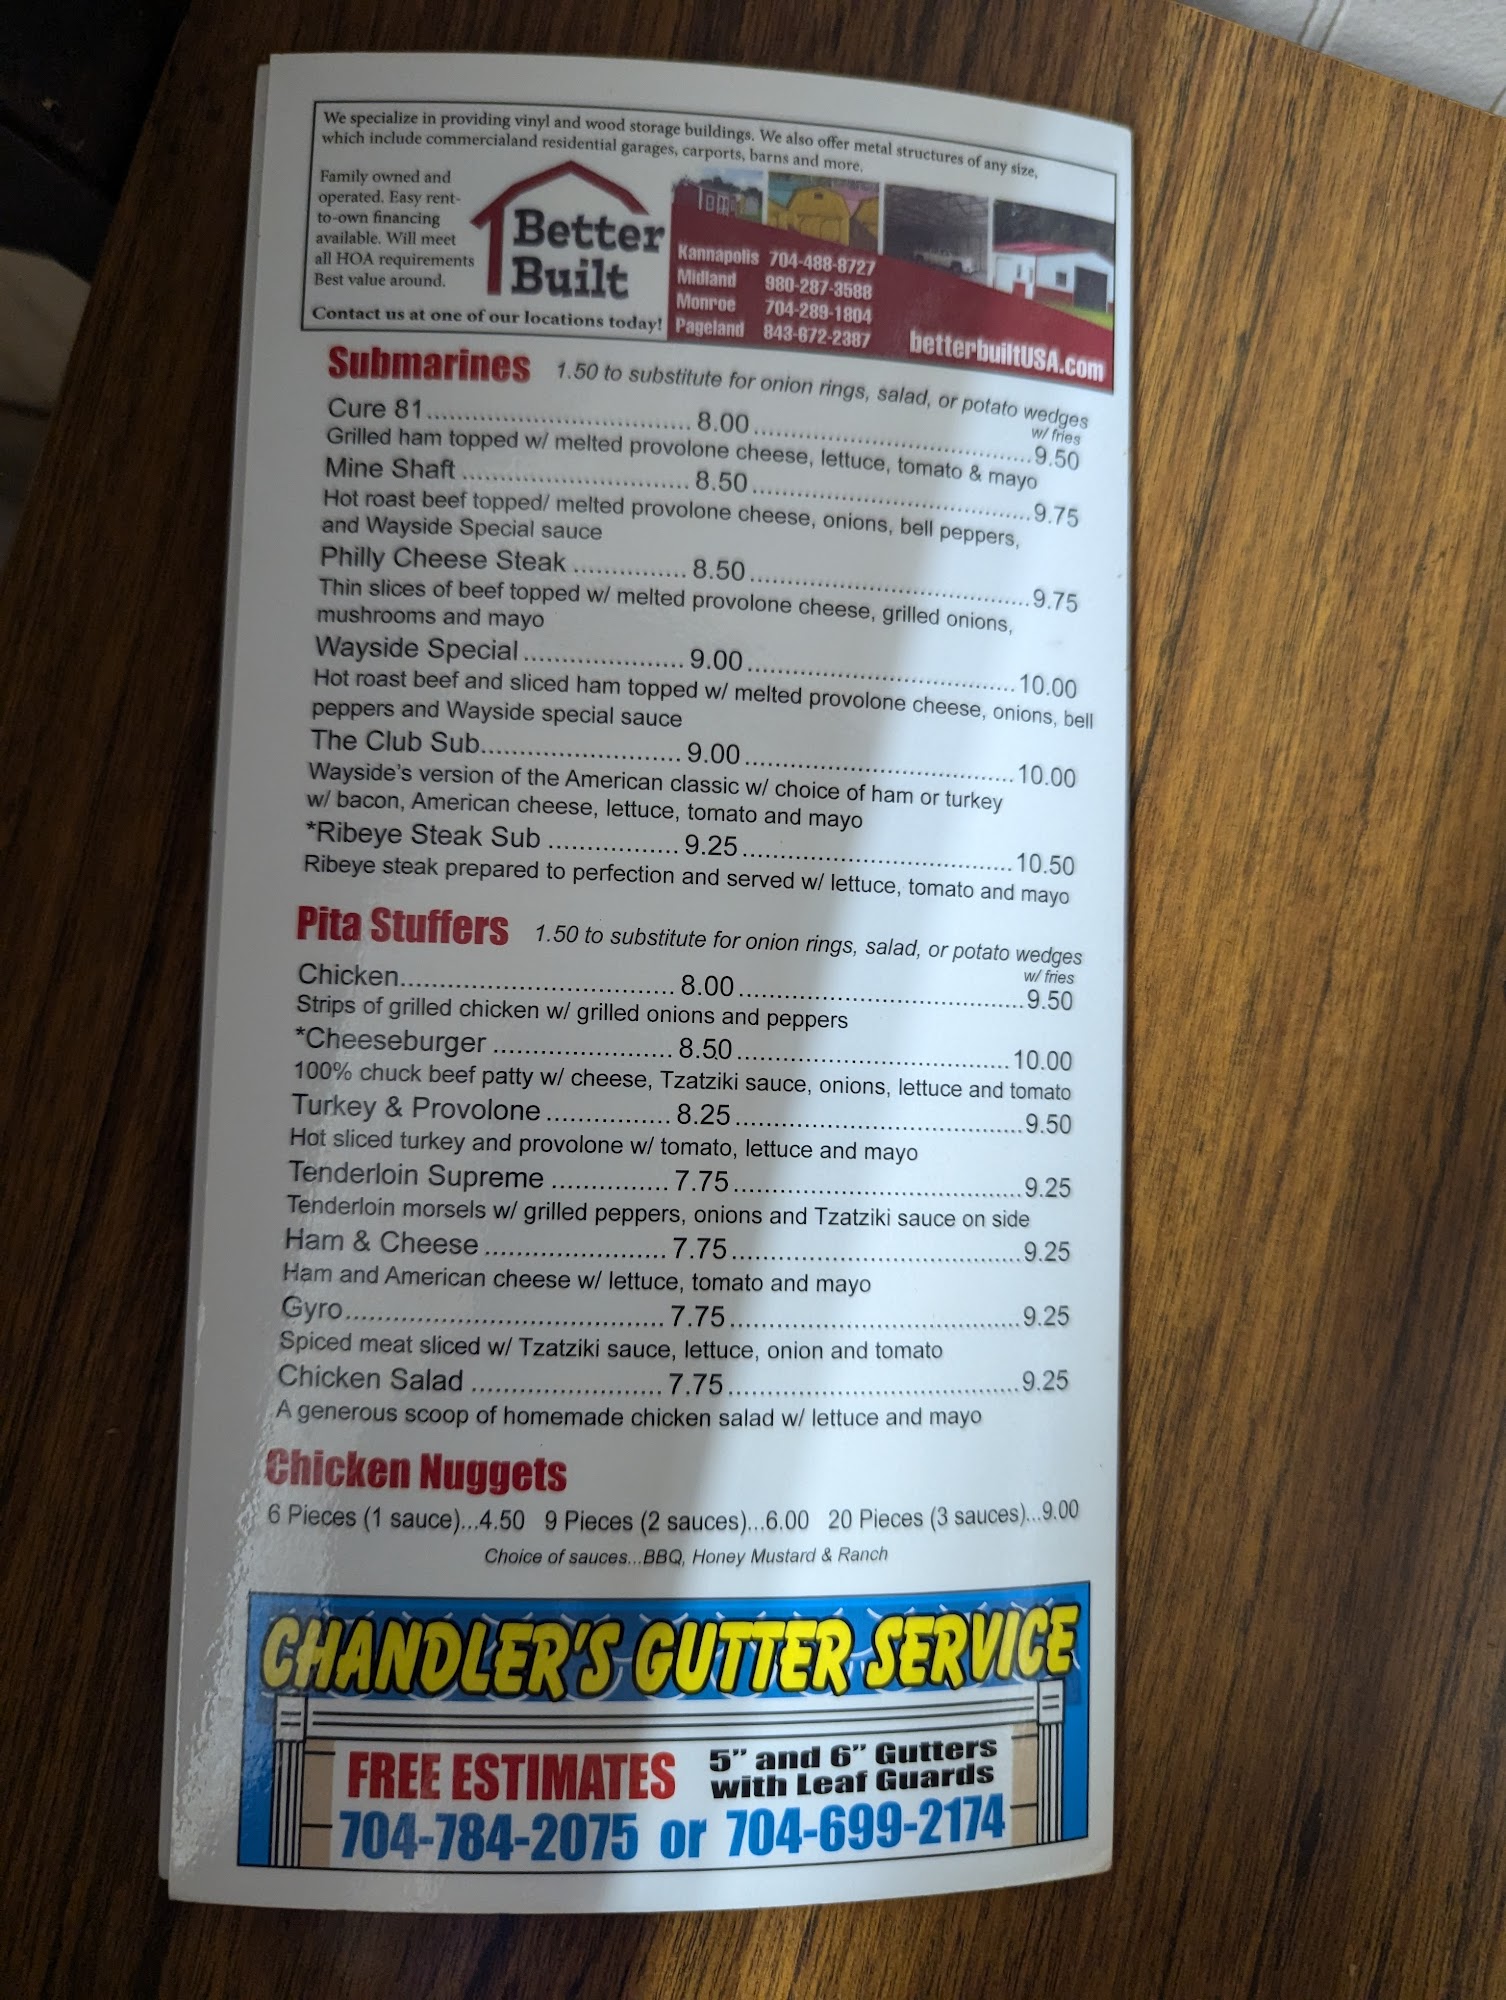 We specialize in providing vinyl and wood storage buildings. We also offer metal structures of any size,
which include commercialand residential garages, carports, barns and more.
Family owned and
operated. Easy rent-
to-own financing
available. Will meet
all HOA requirements
Best value around.
Better
Built
Contact us at one of our locations today!
Kannapolis 704-488-8727
Midland 980-287-3588
Monroe 704-289-1804
Pageland 843-672-2387
betterbuiltUSA.com
Submarines 1.50 to substitute for onion rings, salad, or potato wedges
w/ fries
Cure 81 8.00 9.50
Grilled ham topped w/ melted provolone cheese, lettuce, tomato & mayo
Mine Shaft 8.50 9.75
Hot roast beef topped/ melted provolone cheese, onions, bell peppers,
and Wayside Special sauce
Philly Cheese Steak 8.50 9.75
Thin slices of beef topped w/ melted provolone cheese, grilled onions,
mushrooms and mayo
Wayside Special 9.00 10.00
Hot roast beef and sliced ham topped w/ melted provolone cheese, onions, bell
peppers and Wayside special sauce
The Club Sub 9.00 10.00
Wayside's version of the American classic w/ choice of ham or turkey
w/ bacon, American cheese, lettuce, tomato and mayo
*Ribeye Steak Sub 9.25 10.50
Ribeye steak prepared to perfection and served w/ lettuce, tomato and mayo
Pita Stuffers 1.50 to substitute for onion rings, salad, or potato wedges
w/ fries
Chicken 8.00 9.50
Strips of grilled chicken w/ grilled onions and peppers
*Cheeseburger 8.50 10.00
100% chuck beef patty w/ cheese, Tzatziki sauce, onions, lettuce and tomato
Turkey & Provolone 8.25 9.50
Hot sliced turkey and provolone w/ tomato, lettuce and mayo
Tenderloin Supreme 7.75 9.25
Tenderloin morsels w/ grilled peppers, onions and Tzatziki sauce on side
Ham & Cheese 7.75 9.25
Ham and American cheese w/ lettuce, tomato and mayo
Gyro 7.75 9.25
Spiced meat sliced w/ Tzatziki sauce, lettuce, onion and tomato
Chicken Salad 7.75 9.25
A generous scoop of homemade chicken salad w/ lettuce and mayo
Chicken Nuggets
6 Pieces (1 sauce)...4.50 9 Pieces (2 sauces)...6.00 20 Pieces (3 sauces)...9.00
Choice of sauces...BBQ, Honey Mustard & Ranch
CHANDLER'S GUTTER SERVICE
FREE ESTIMATES
5" and 6" Gutters
with Leaf Guards
704-784-2075 or 704-699-2174